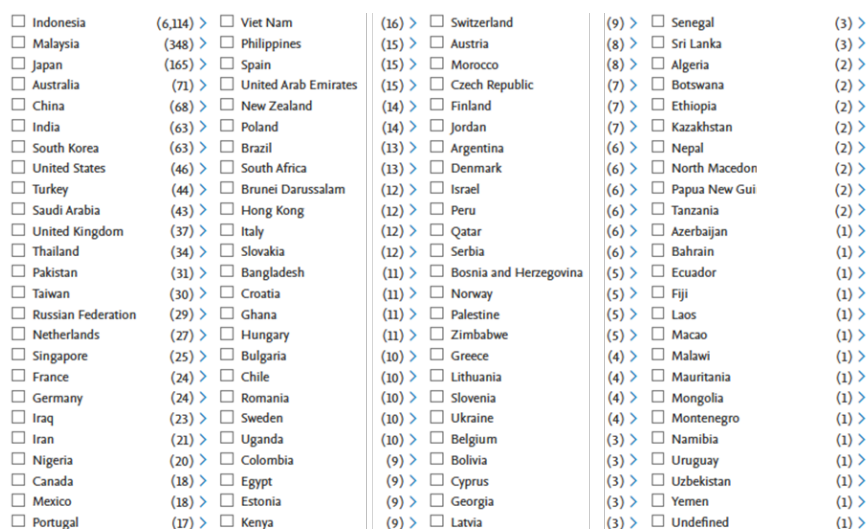 Indonesia (6,114)
Malaysia (348)
Japan (165)
Australia (71)
China (68)
India (63)
South Korea (63)
United States (46)
Turkey (44)
Saudi Arabia (43)
United Kingdom (37)
Thailand (34)
Pakistan (31)
Taiwan (30)
Russian Federation (29)
Netherlands (27)
Singapore (25)
France (24)
Germany (24)
Iraq (23)
Iran (21)
Nigeria (20)
Canada (18)
Mexico (18)
Portugal (17)
Viet Nam (16)
Philippines (15)
Spain (15)
United Arab Emirates (15)
New Zealand (14)
Poland (14)
Brazil (13)
South Africa (13)
Brunei Darussalam (12)
Hong Kong (12)
Italy (12)
Slovakia (12)
Bangladesh (11)
Croatia (11)
Ghana (11)
Hungary (11)
Bulgaria (10)
Chile (10)
Romania (10)
Sweden (10)
Uganda (10)
Colombia (9)
Egypt (9)
Estonia (9)
Kenya (9)
Switzerland (9)
Austria (8)
Morocco (8)
Czech Republic (7)
Finland (7)
Jordan (7)
Argentina (6)
Denmark (6)
Israel (6)
Peru (6)
Qatar (6)
Serbia (6)
Bosnia and Herzegovina (5)
Norway (5)
Palestine (5)
Zimbabwe (5)
Greece (4)
Lithuania (4)
Slovenia (4)
Ukraine (4)
Belgium (3)
Bolivia (3)
Cyprus (3)
Georgia (3)
Latvia (3)
Senegal (3)
Sri Lanka (3)
Algeria (2)
Botswana (2)
Ethiopia (2)
Kazakhstan (2)
Nepal (2)
North Macedon (2)
Papua New Gui (2)
Tanzania (2)
Azerbaijan (1)
Bahrain (1)
Ecuador (1)
Fiji (1)
Laos (1)
Macao (1)
Malawi (1)
Mauritania (1)
Mongolia (1)
Montenegro (1)
Namibia (1)
Uruguay (1)
Uzbekistan (1)
Yemen (1)
Undefined (1)